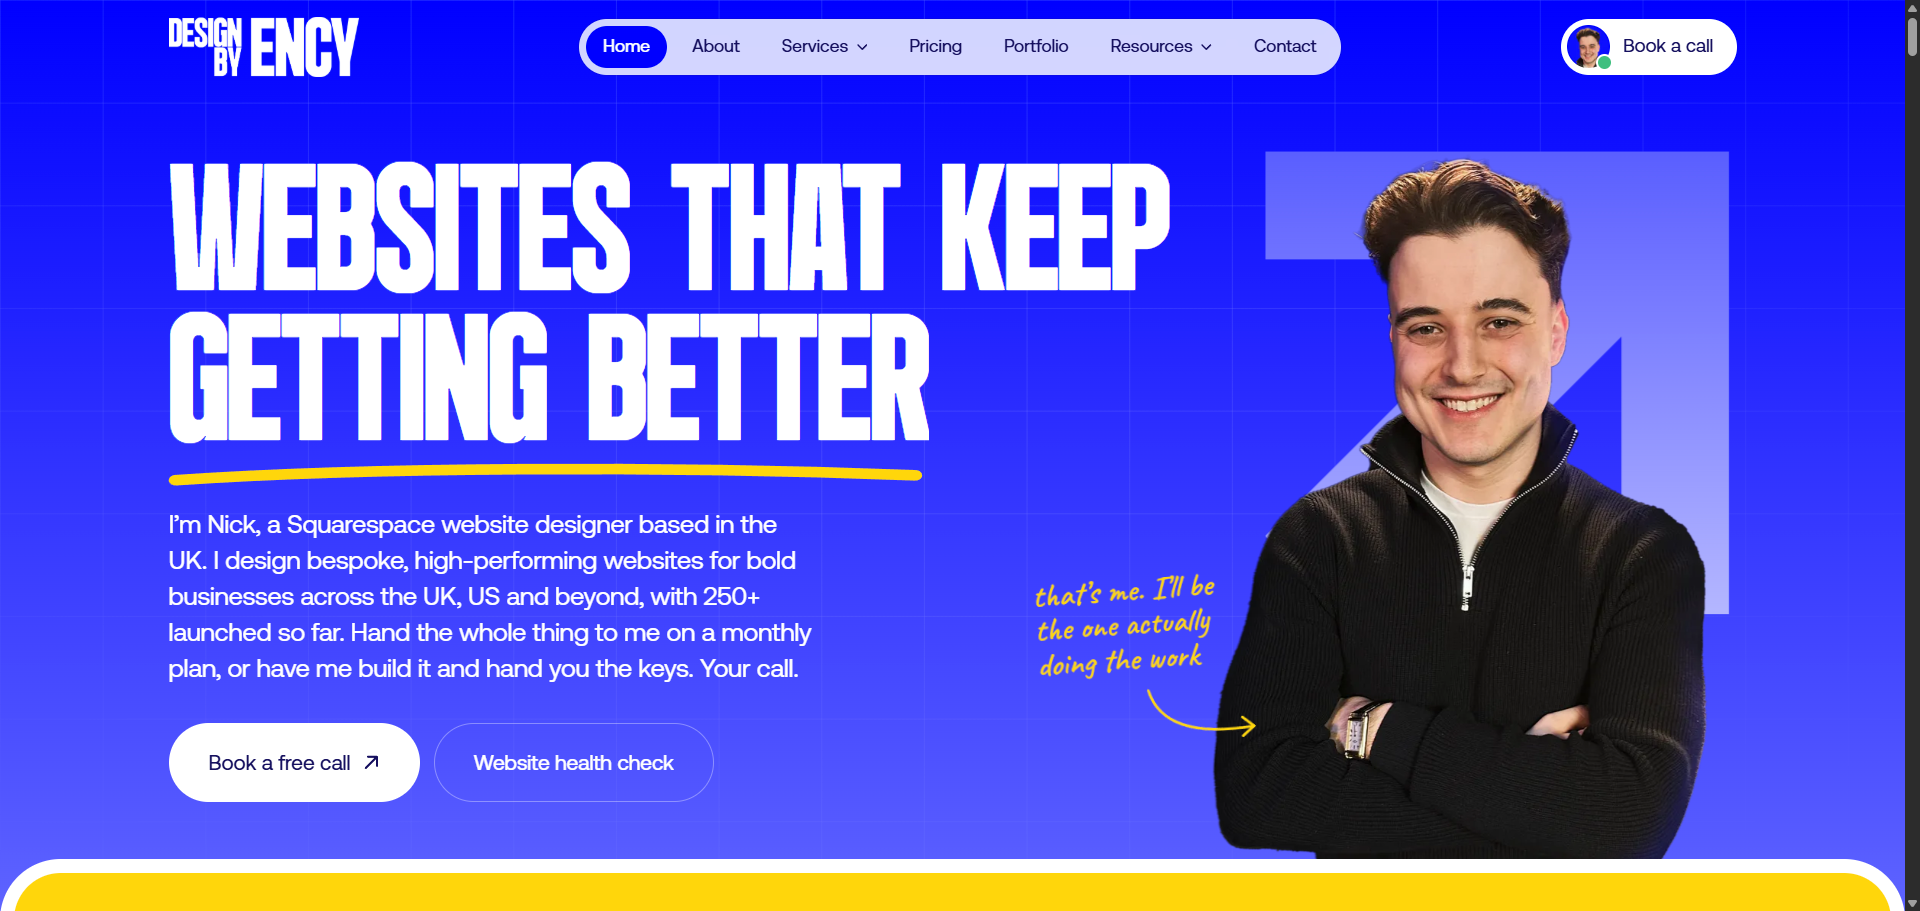 DESIGN BY ENCY
Home
About
Services
Pricing
Portfolio
Resources
Contact
Book a call
WEBSITES THAT KEEP
GETTING BETTER
I'm Nick, a Squarespace website designer based in the
UK. I design bespoke, high-performing websites for bold
businesses across the UK, US and beyond, with 250+
launched so far. Hand the whole thing to me on a monthly
plan, or have me build it and hand you the keys. Your call.
that's me. I'll be
the one actually
doing the work
Book a free call
Website health check